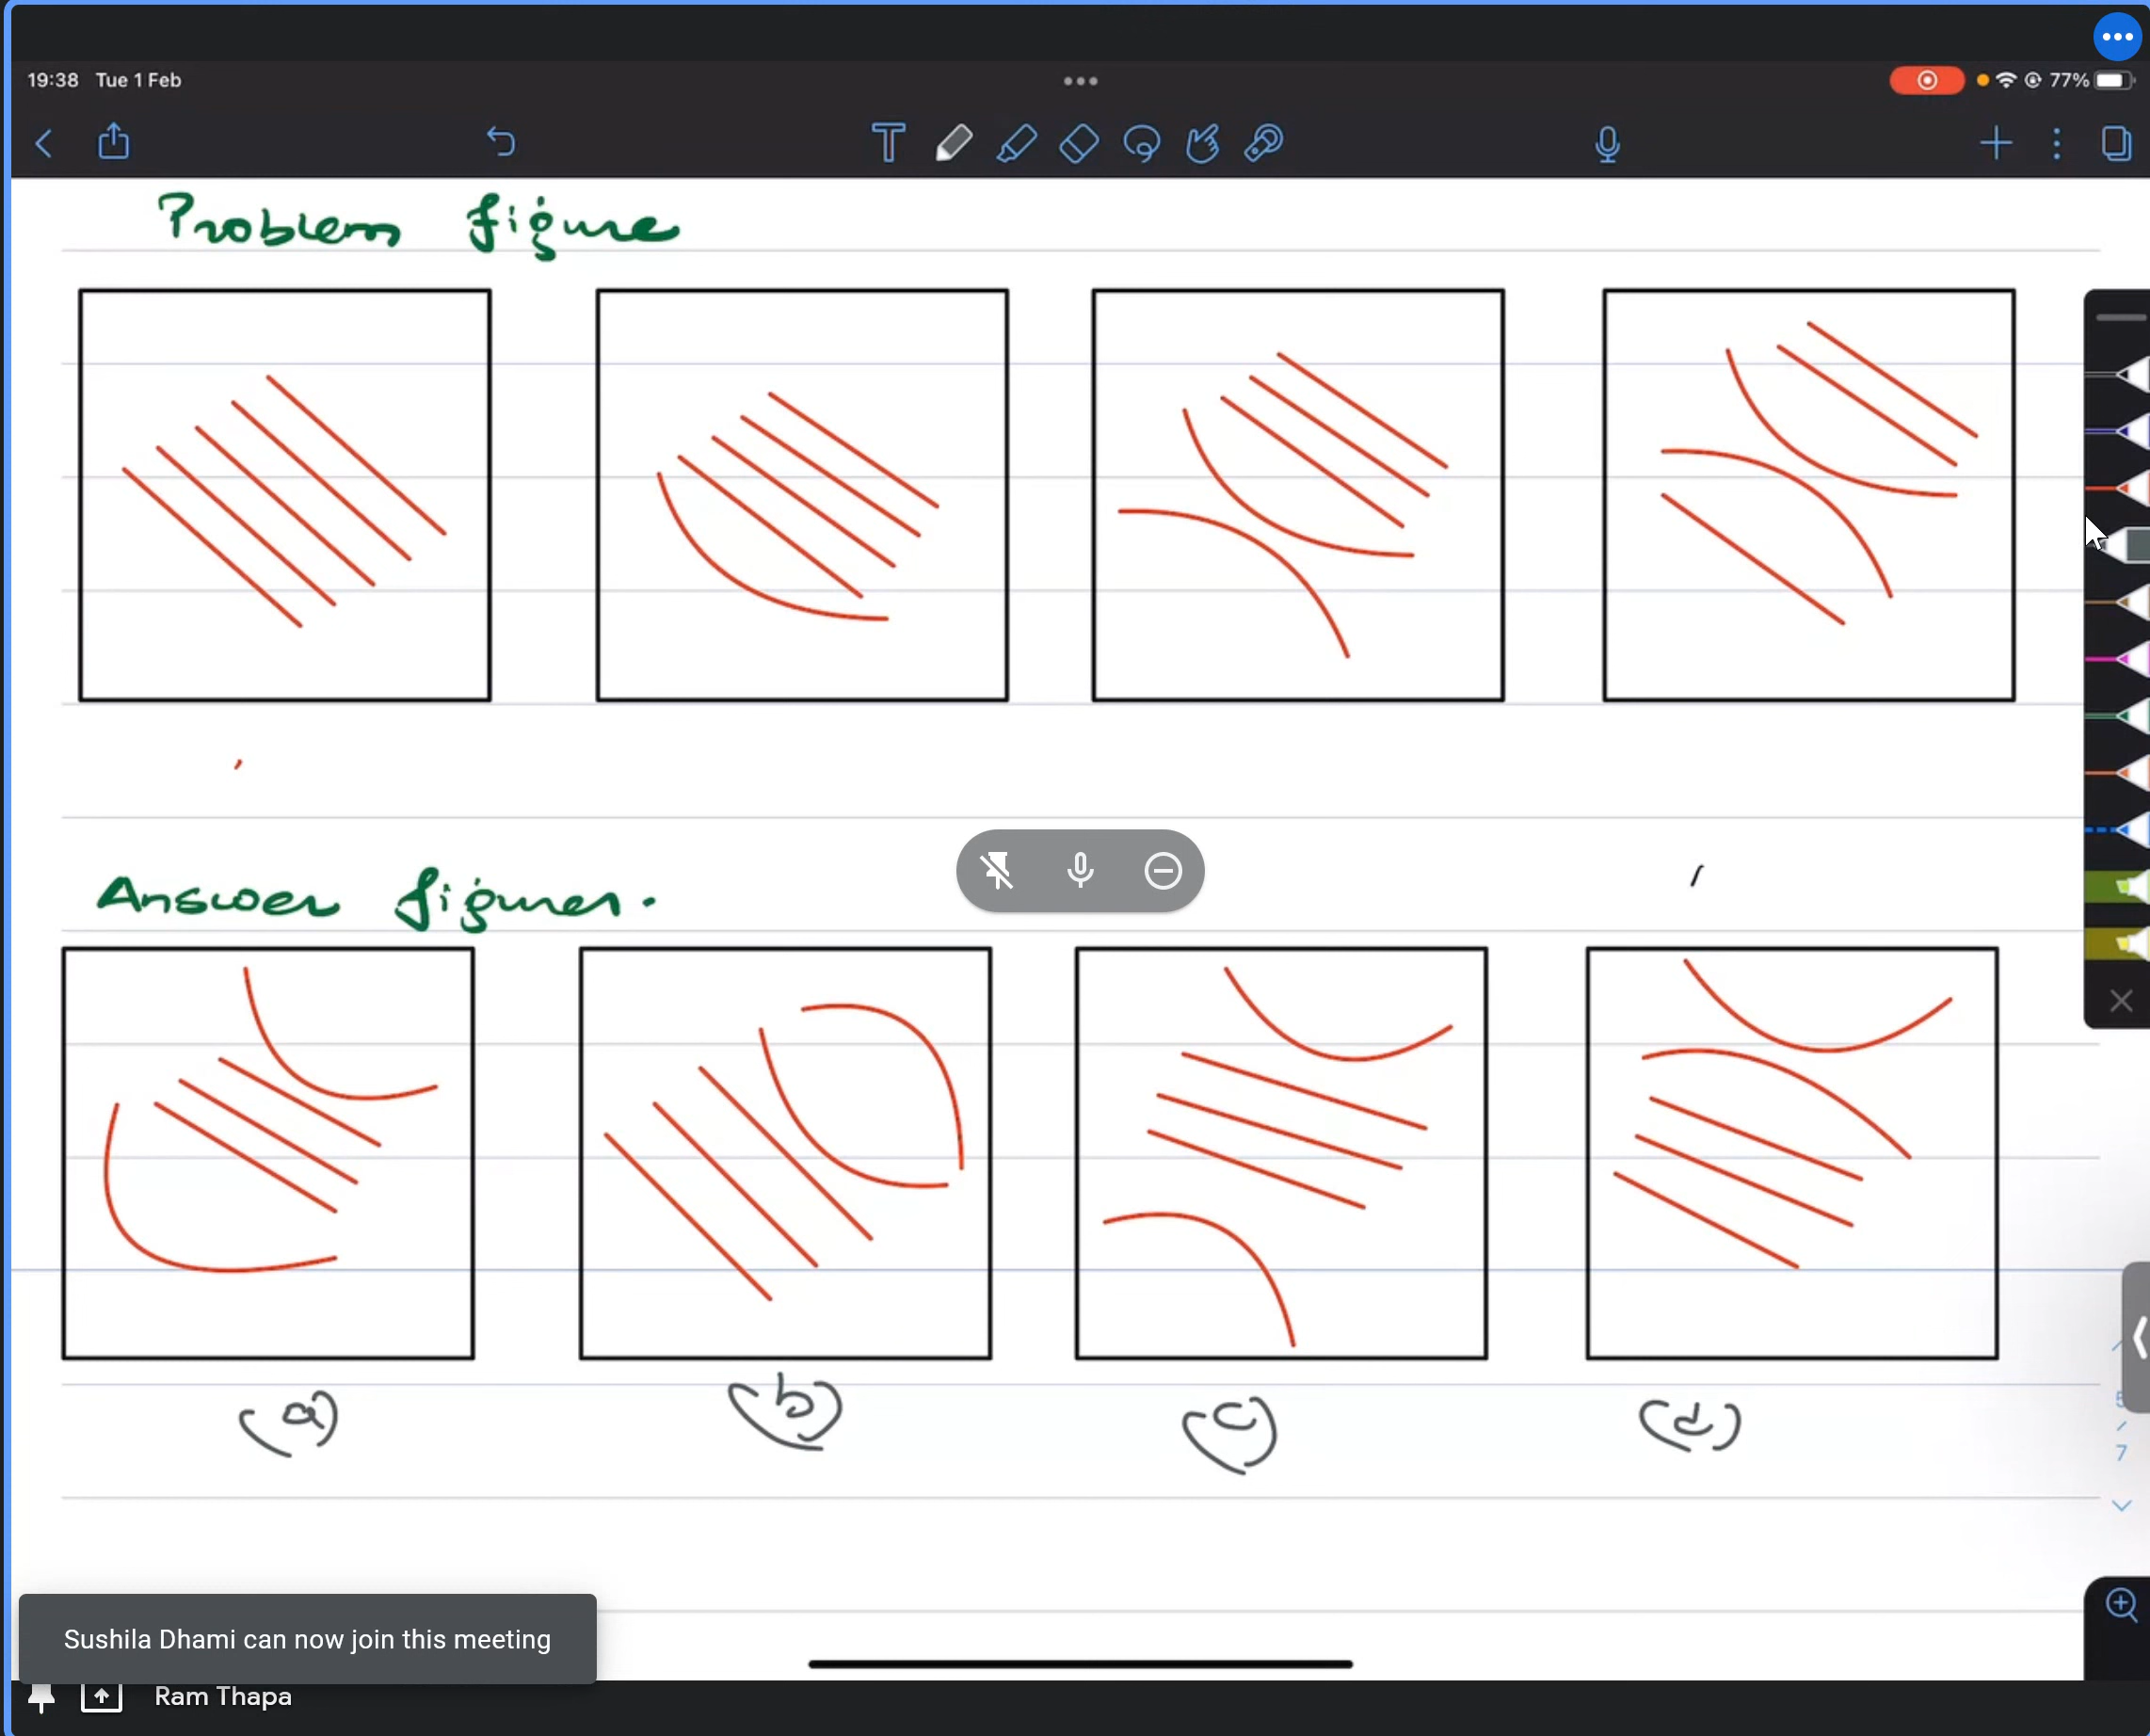 19:38 Tue 1 Feb
77%
T
Problem figure
Answer figures.
(a) (b) (c) (d)
7
Sushila Dhami can now join this meeting
Ram Thapa